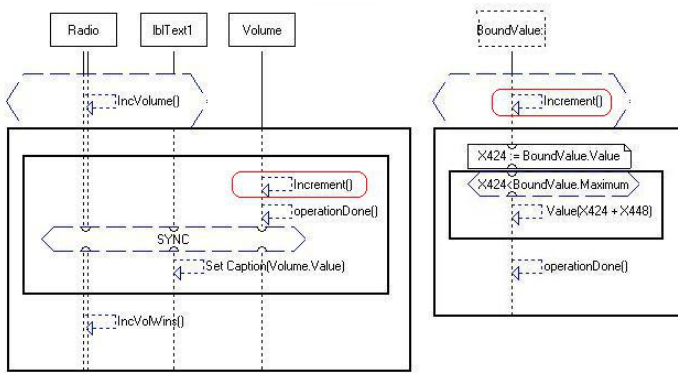 Radio
lblText1
Volume
BoundValue:
IncVolume()
Increment()
X424 := BoundValue.Value
Increment()
X424<BoundValue.Maximum
operationDone()
Value(X424 + X448)
SYNC
Set Caption(Volume.Value)
operationDone()
IncVolWins()